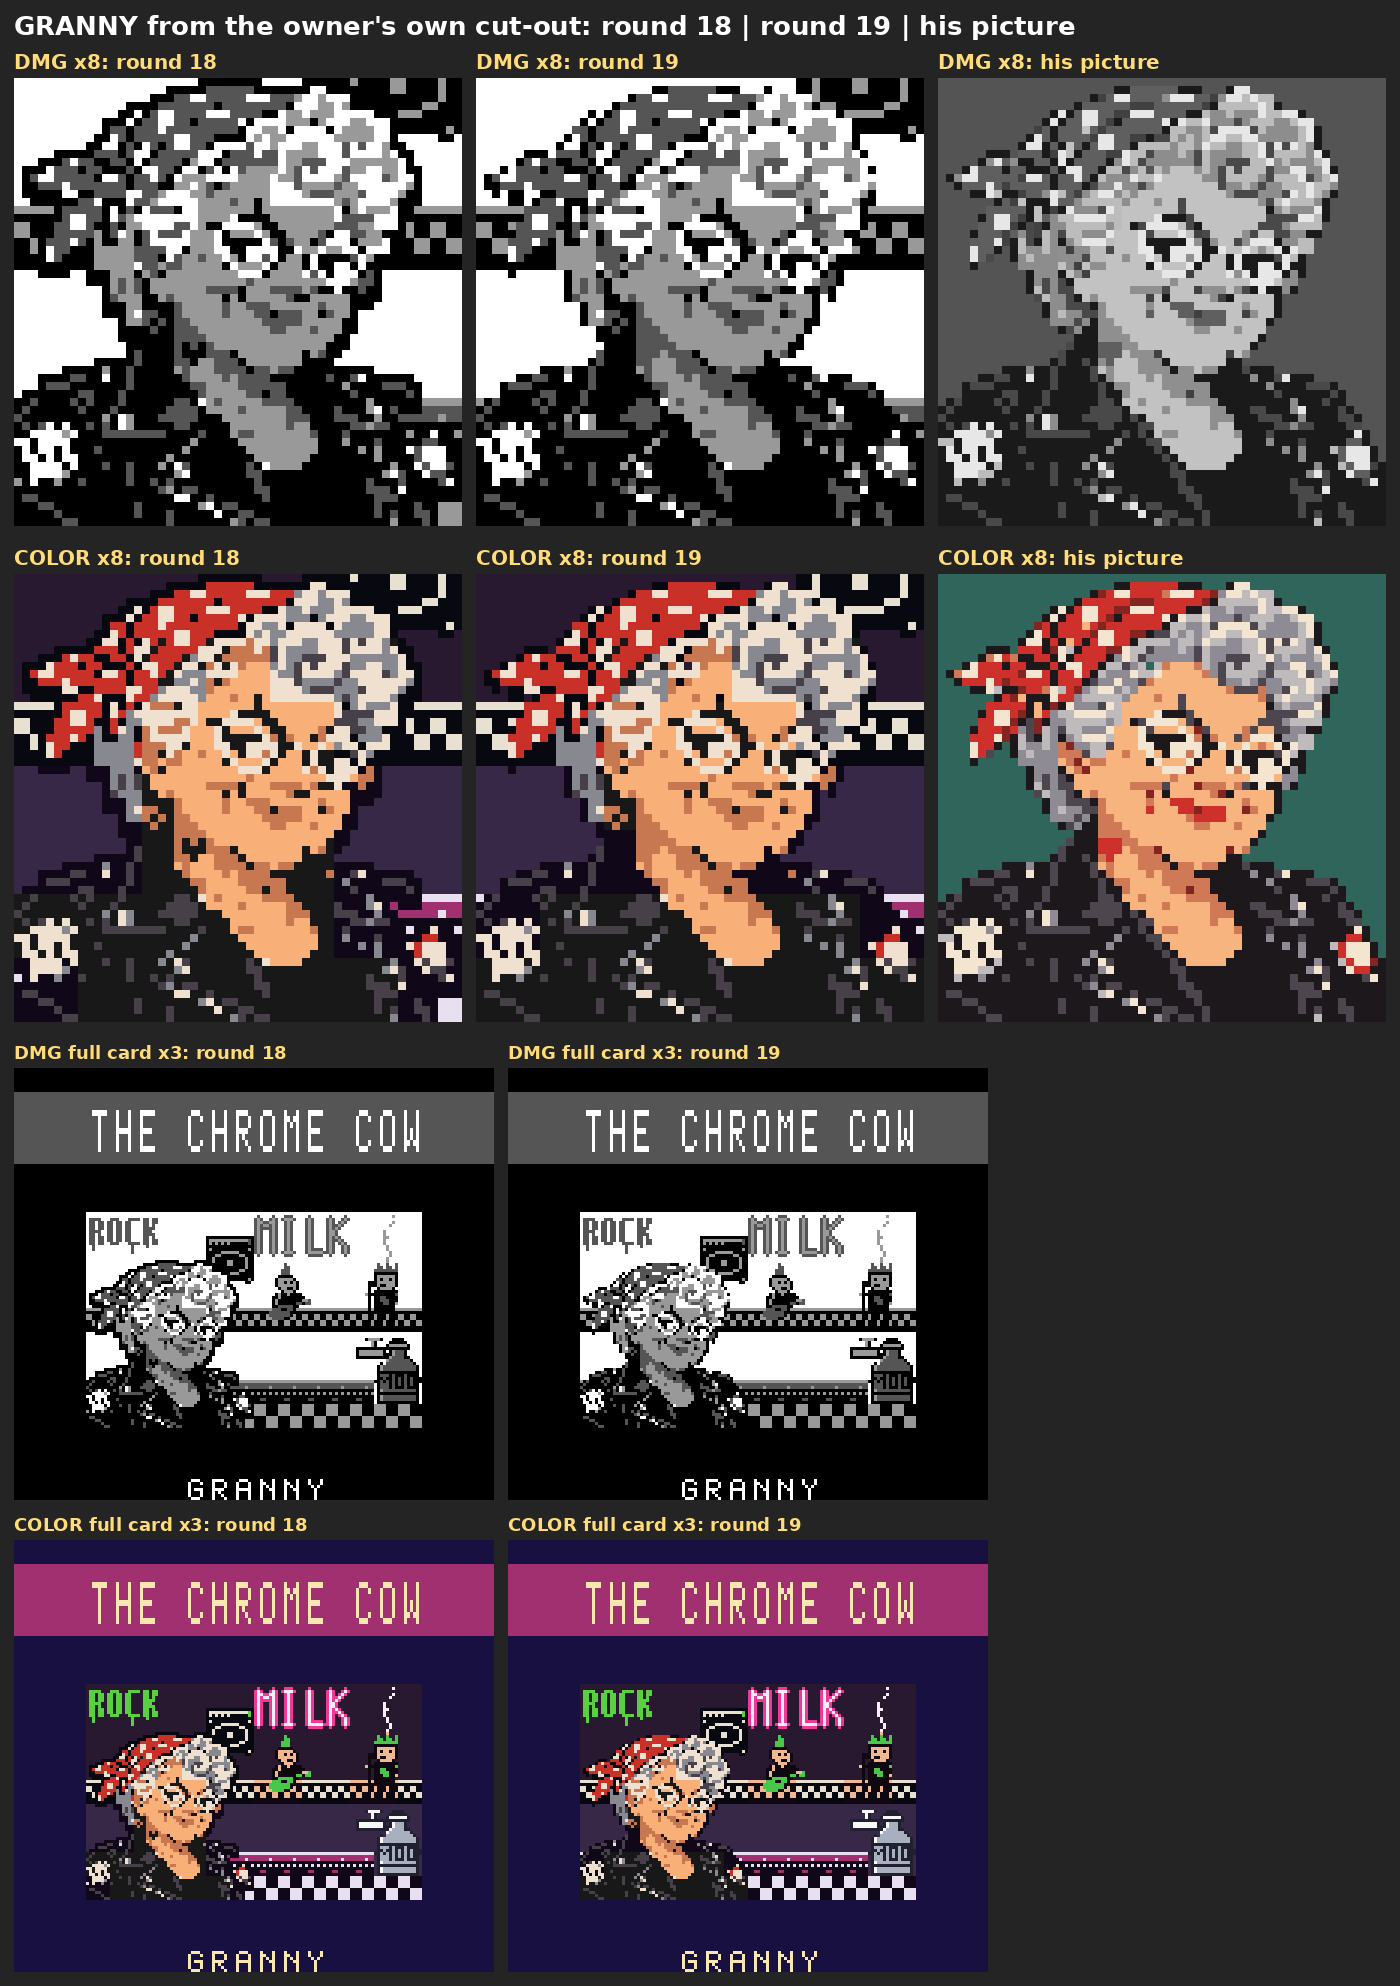 GRANNY from the owner's own cut-out: round 18 | round 19 | his picture
DMG x8: round 18
DMG x8: round 19
DMG x8: his picture
COLOR x8: round 18
COLOR x8: round 19
COLOR x8: his picture
DMG full card x3: round 18
DMG full card x3: round 19
THE CHROME COW
THE CHROME COW
ROCK
MILK
ROCK
MILK
MOO
MOO
GRANNY
GRANNY
COLOR full card x3: round 18
COLOR full card x3: round 19
THE CHROME COW
THE CHROME COW
ROCK
MILK
ROCK
MILK
MOO
MOO
GRANNY
GRANNY